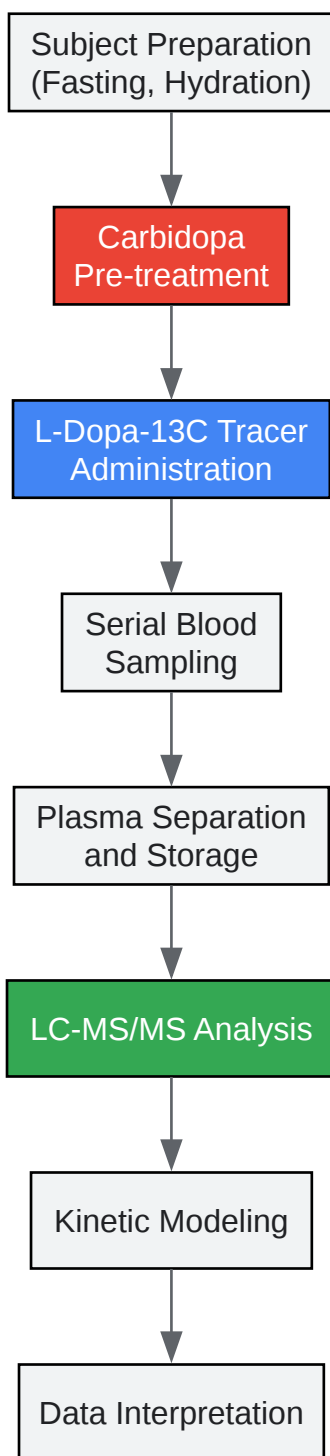 Subject Preparation
(Fasting, Hydration)
Carbidopa
Pre-treatment
L-Dopa-13C Tracer
Administration
Serial Blood
Sampling
Plasma Separation
and Storage
LC-MS/MS Analysis
Kinetic Modeling
Data Interpretation